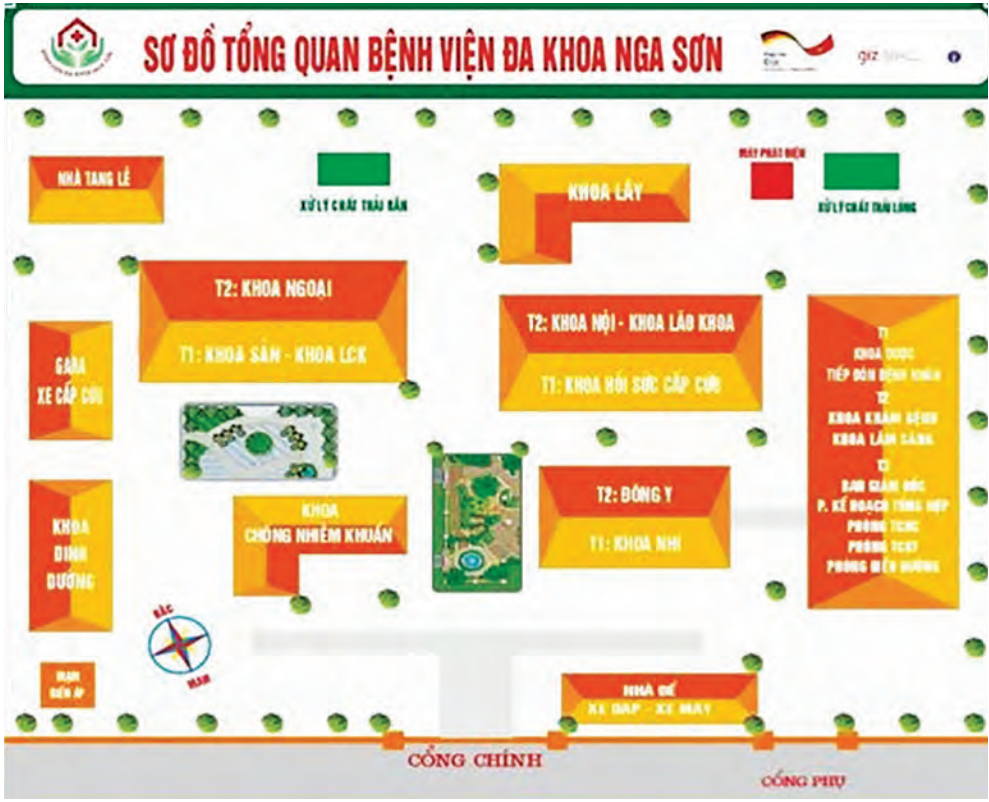 SƠ ĐỒ TỔNG QUAN BỆNH VIỆN ĐA KHOA NGA SƠN
giz
NHÀ TANG LỄ
XỬ LÝ CHẤT THẢI RẮN
KHOA LÂY
MÁY PHÁT ĐIỆN
XỬ LÝ CHẤT THẢI LỎNG
T2: KHOA NGOẠI
T1: KHOA SẢN - KHOA LCK
T2: KHOA NỘI - KHOA LÃO KHOA
T1: KHOA HỒI SỨC CẤP CỨU
T1
KHOA DƯỢC
TIẾP ĐÓN BỆNH NHÂN
T2
KHOA KHÁM BỆNH
KHOA LÂM SÀNG
T3
BAN GIÁM ĐỐC
P. KẾ HOẠCH TỔNG HỢP
PHÒNG TCHC
PHÒNG TCKT
PHÒNG ĐIỀU DƯỠNG
GARA
XE CẤP CỨU
KHOA
DINH
DƯỠNG
KHOA
CHỐNG NHIỄM KHUẨN
T2: ĐÔNG Y
T1: KHOA NHI
BẮC
NAM
TRẠM
BIẾN ÁP
NHÀ ĐỂ
XE ĐẠP - XE MÁY
CỔNG CHÍNH
CỔNG PHỤ